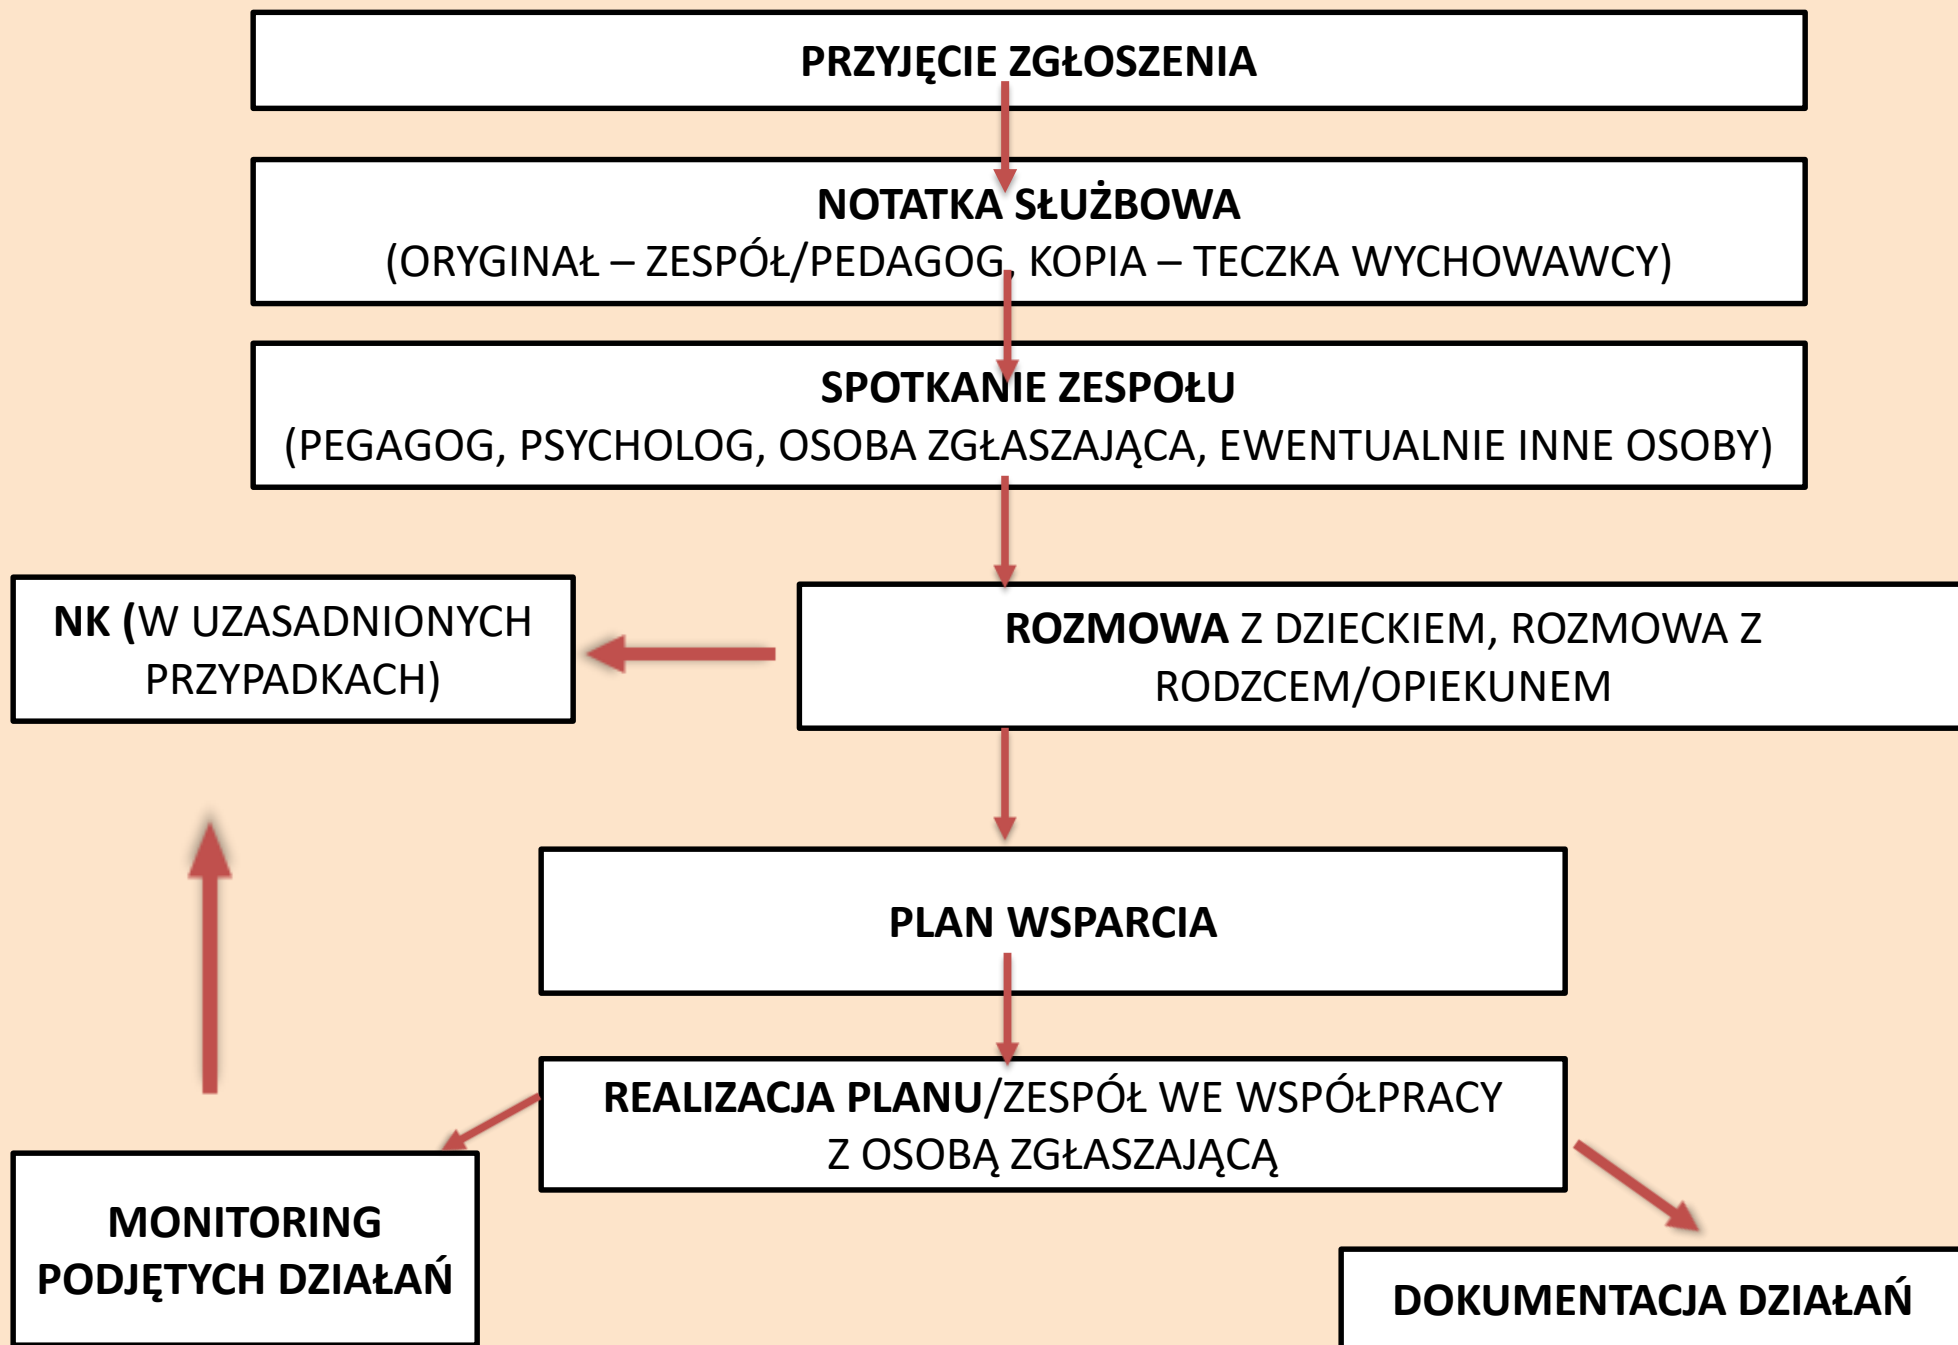 PRZYJĘCIE ZGŁOSZENIA
NOTATKA SŁUŻBOWA
(ORYGINAŁ – ZESPÓŁ/PEDAGOG, KOPIA – TECZKA WYCHOWAWCY)
SPOTKANIE ZESPOŁU
(PEGAGOG, PSYCHOLOG, OSOBA ZGŁASZAJĄCA, EWENTUALNIE INNE OSOBY)
NK (W UZASADNIONYCH
PRZYPADKACH)
ROZMOWA Z DZIECKIEM, ROZMOWA Z
RODZCEM/OPIEKUNEM
PLAN WSPARCIA
REALIZACJA PLANU/ZESPÓŁ WE WSPÓŁPRACY
Z OSOBĄ ZGŁASZAJĄCĄ
MONITORING
PODJĘTYCH DZIAŁAŃ
DOKUMENTACJA DZIAŁAŃ